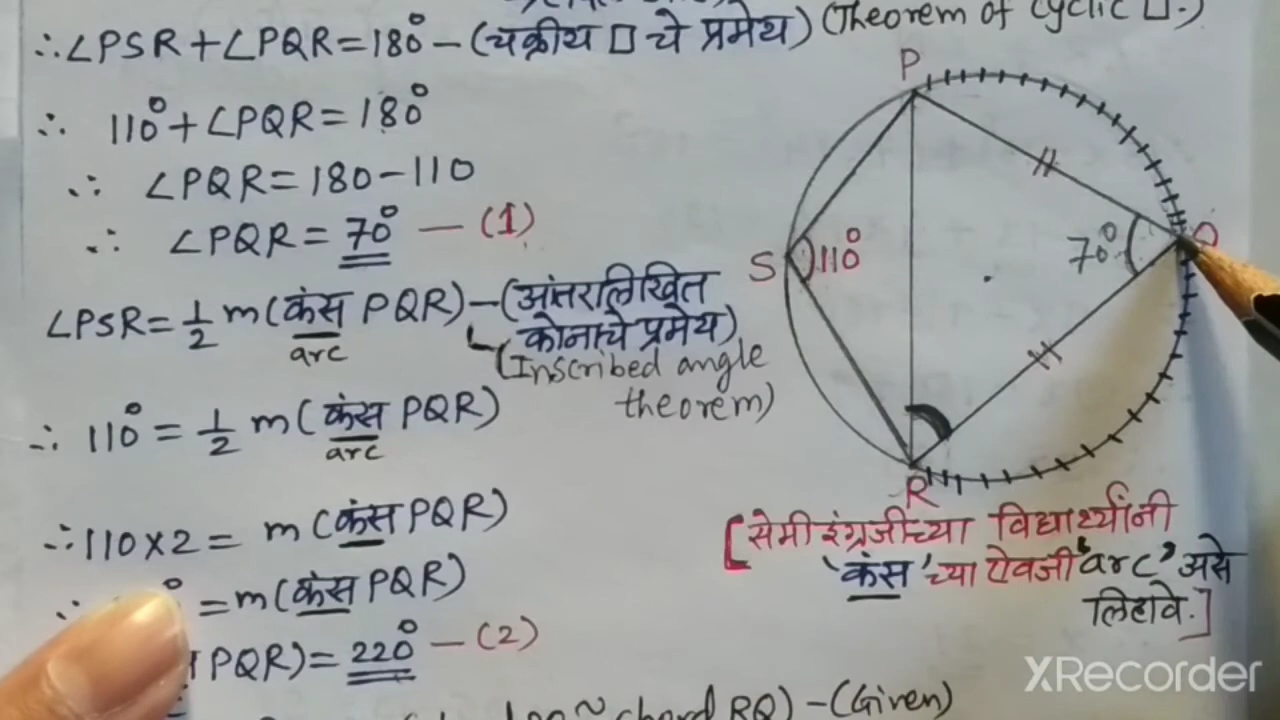 ∴ ∠PSR + ∠PQR = 180° – (चक्रीय □ चे प्रमेय) (Theorem of cyclic □.)
∴ 110° + ∠PQR = 180°
∴ ∠PQR = 180 – 110
∴ ∠PQR = 70° — (1)
∠PSR = 1/2 m(कंस PQR) – (आंतरलिखित
arc
कोनाचे प्रमेय)
(Inscribed angle
theorem)
∴ 110° = 1/2 m(कंस PQR)
arc
∴ 110 × 2 = m(कंस PQR)
∴ ° = m(कंस PQR)
PQR) = 220° — (2)
chord RQ) – (Given)
P
S
110°
70°
Q
R
[सेमी इंग्रजीच्या विद्यार्थ्यांनी
'कंस' च्या ऐवजी 'arc' असे
लिहावे.]
XRecorder